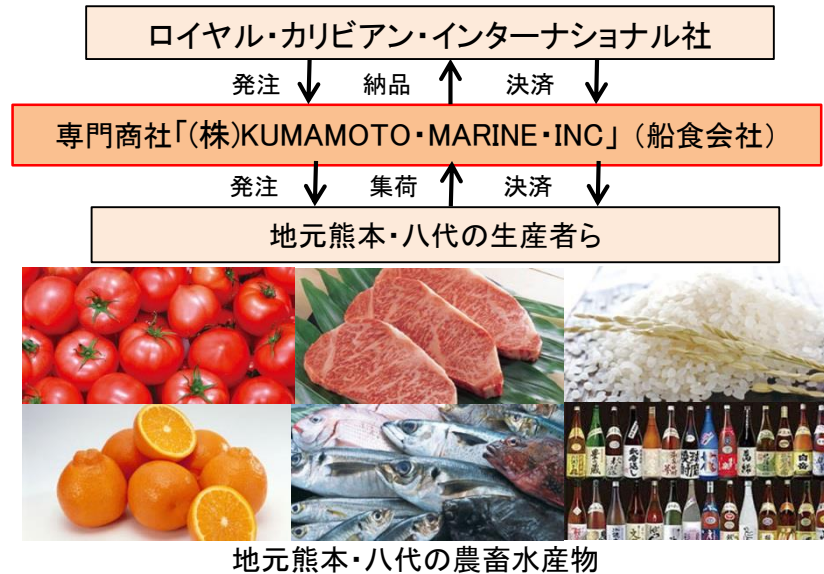 ロイヤル・カリビアン・インターナショナル社
発注 納品 決済
専門商社「(株)KUMAMOTO・MARINE・INC」（船食会社）
発注 集荷 決済
地元熊本・八代の生産者ら
白岳
地元熊本・八代の農畜水産物